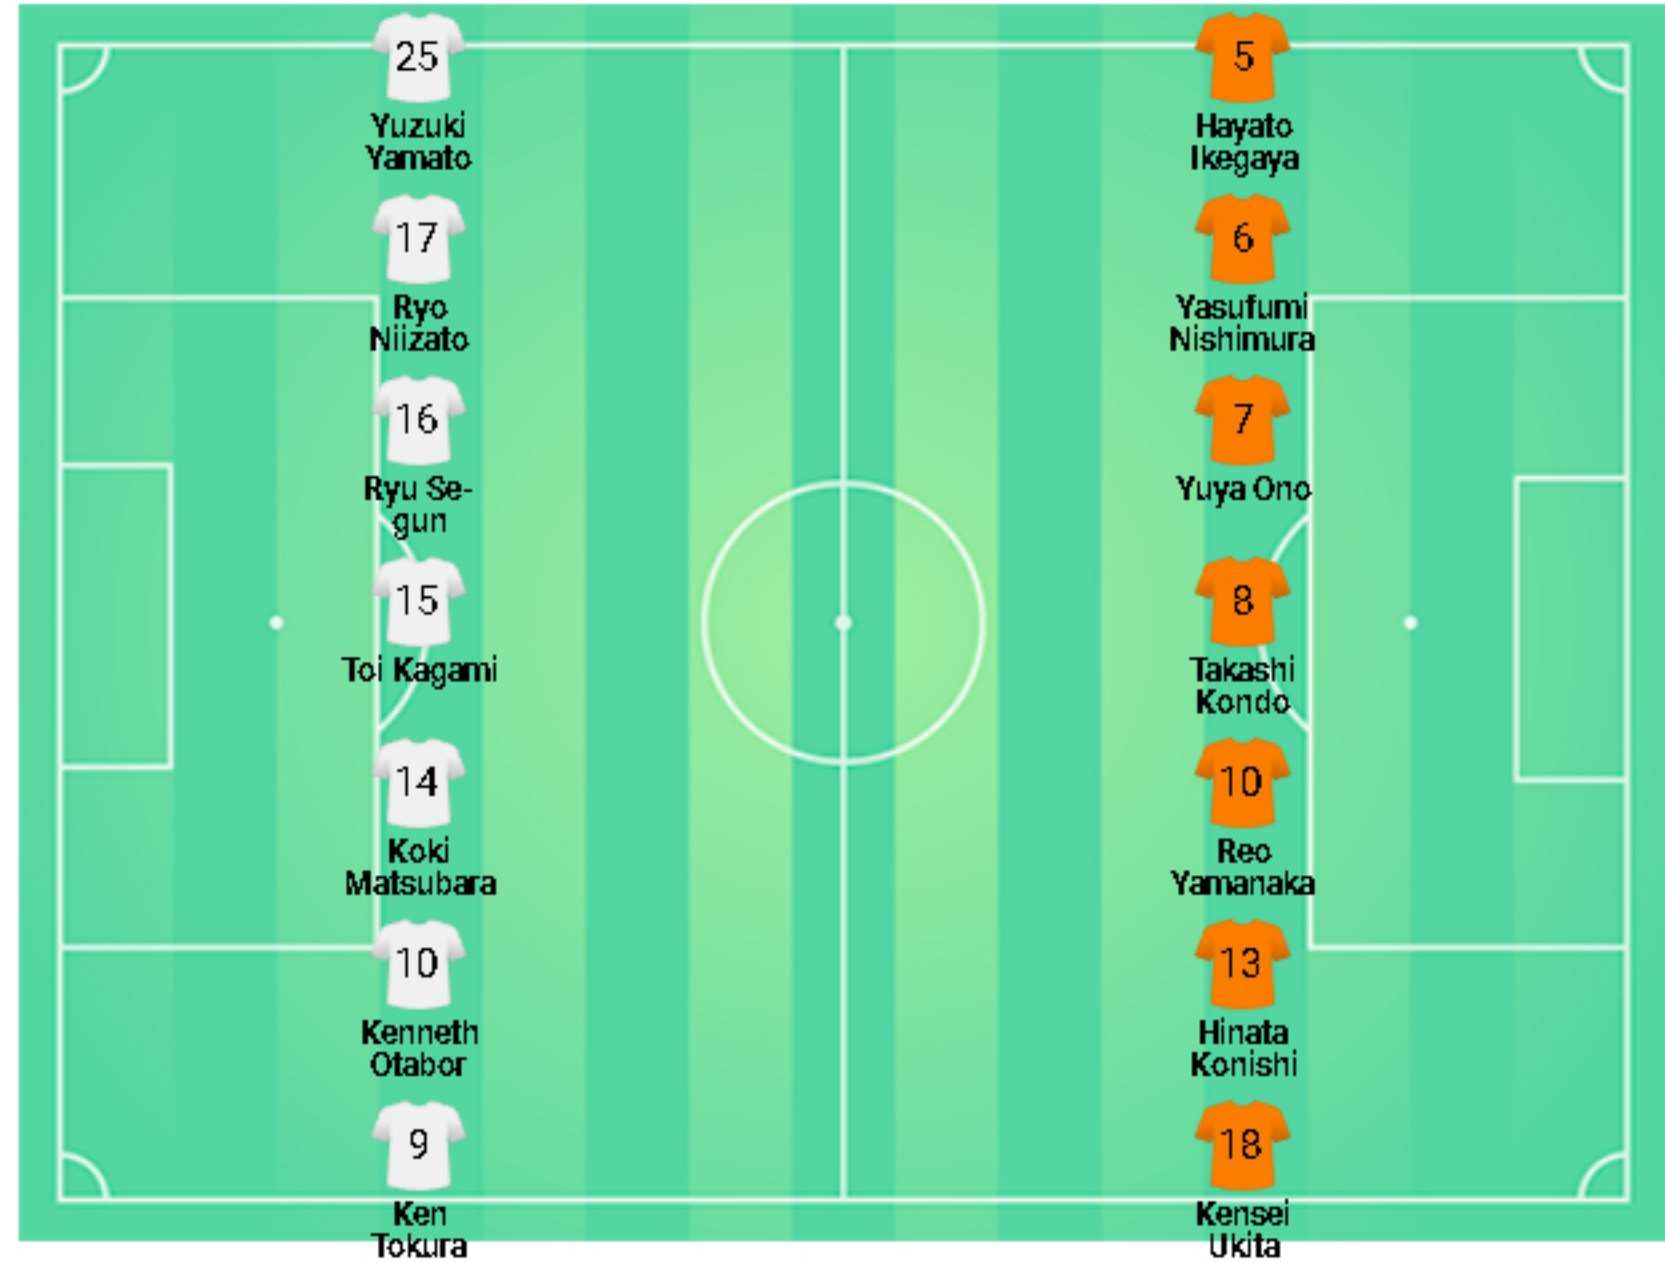 25
Yuzuki
Yamato
17
Ryo
Niizato
16
Ryu Se-
gun
15
Toi Kagami
14
Koki
Matsubara
10
Kenneth
Otabor
9
Ken
Tokura
5
Hayato
Ikegaya
6
Yasufumi
Nishimura
7
Yuya Ono
8
Takashi
Kondo
10
Reo
Yamanaka
13
Hinata
Konishi
18
Kensei
Ukita